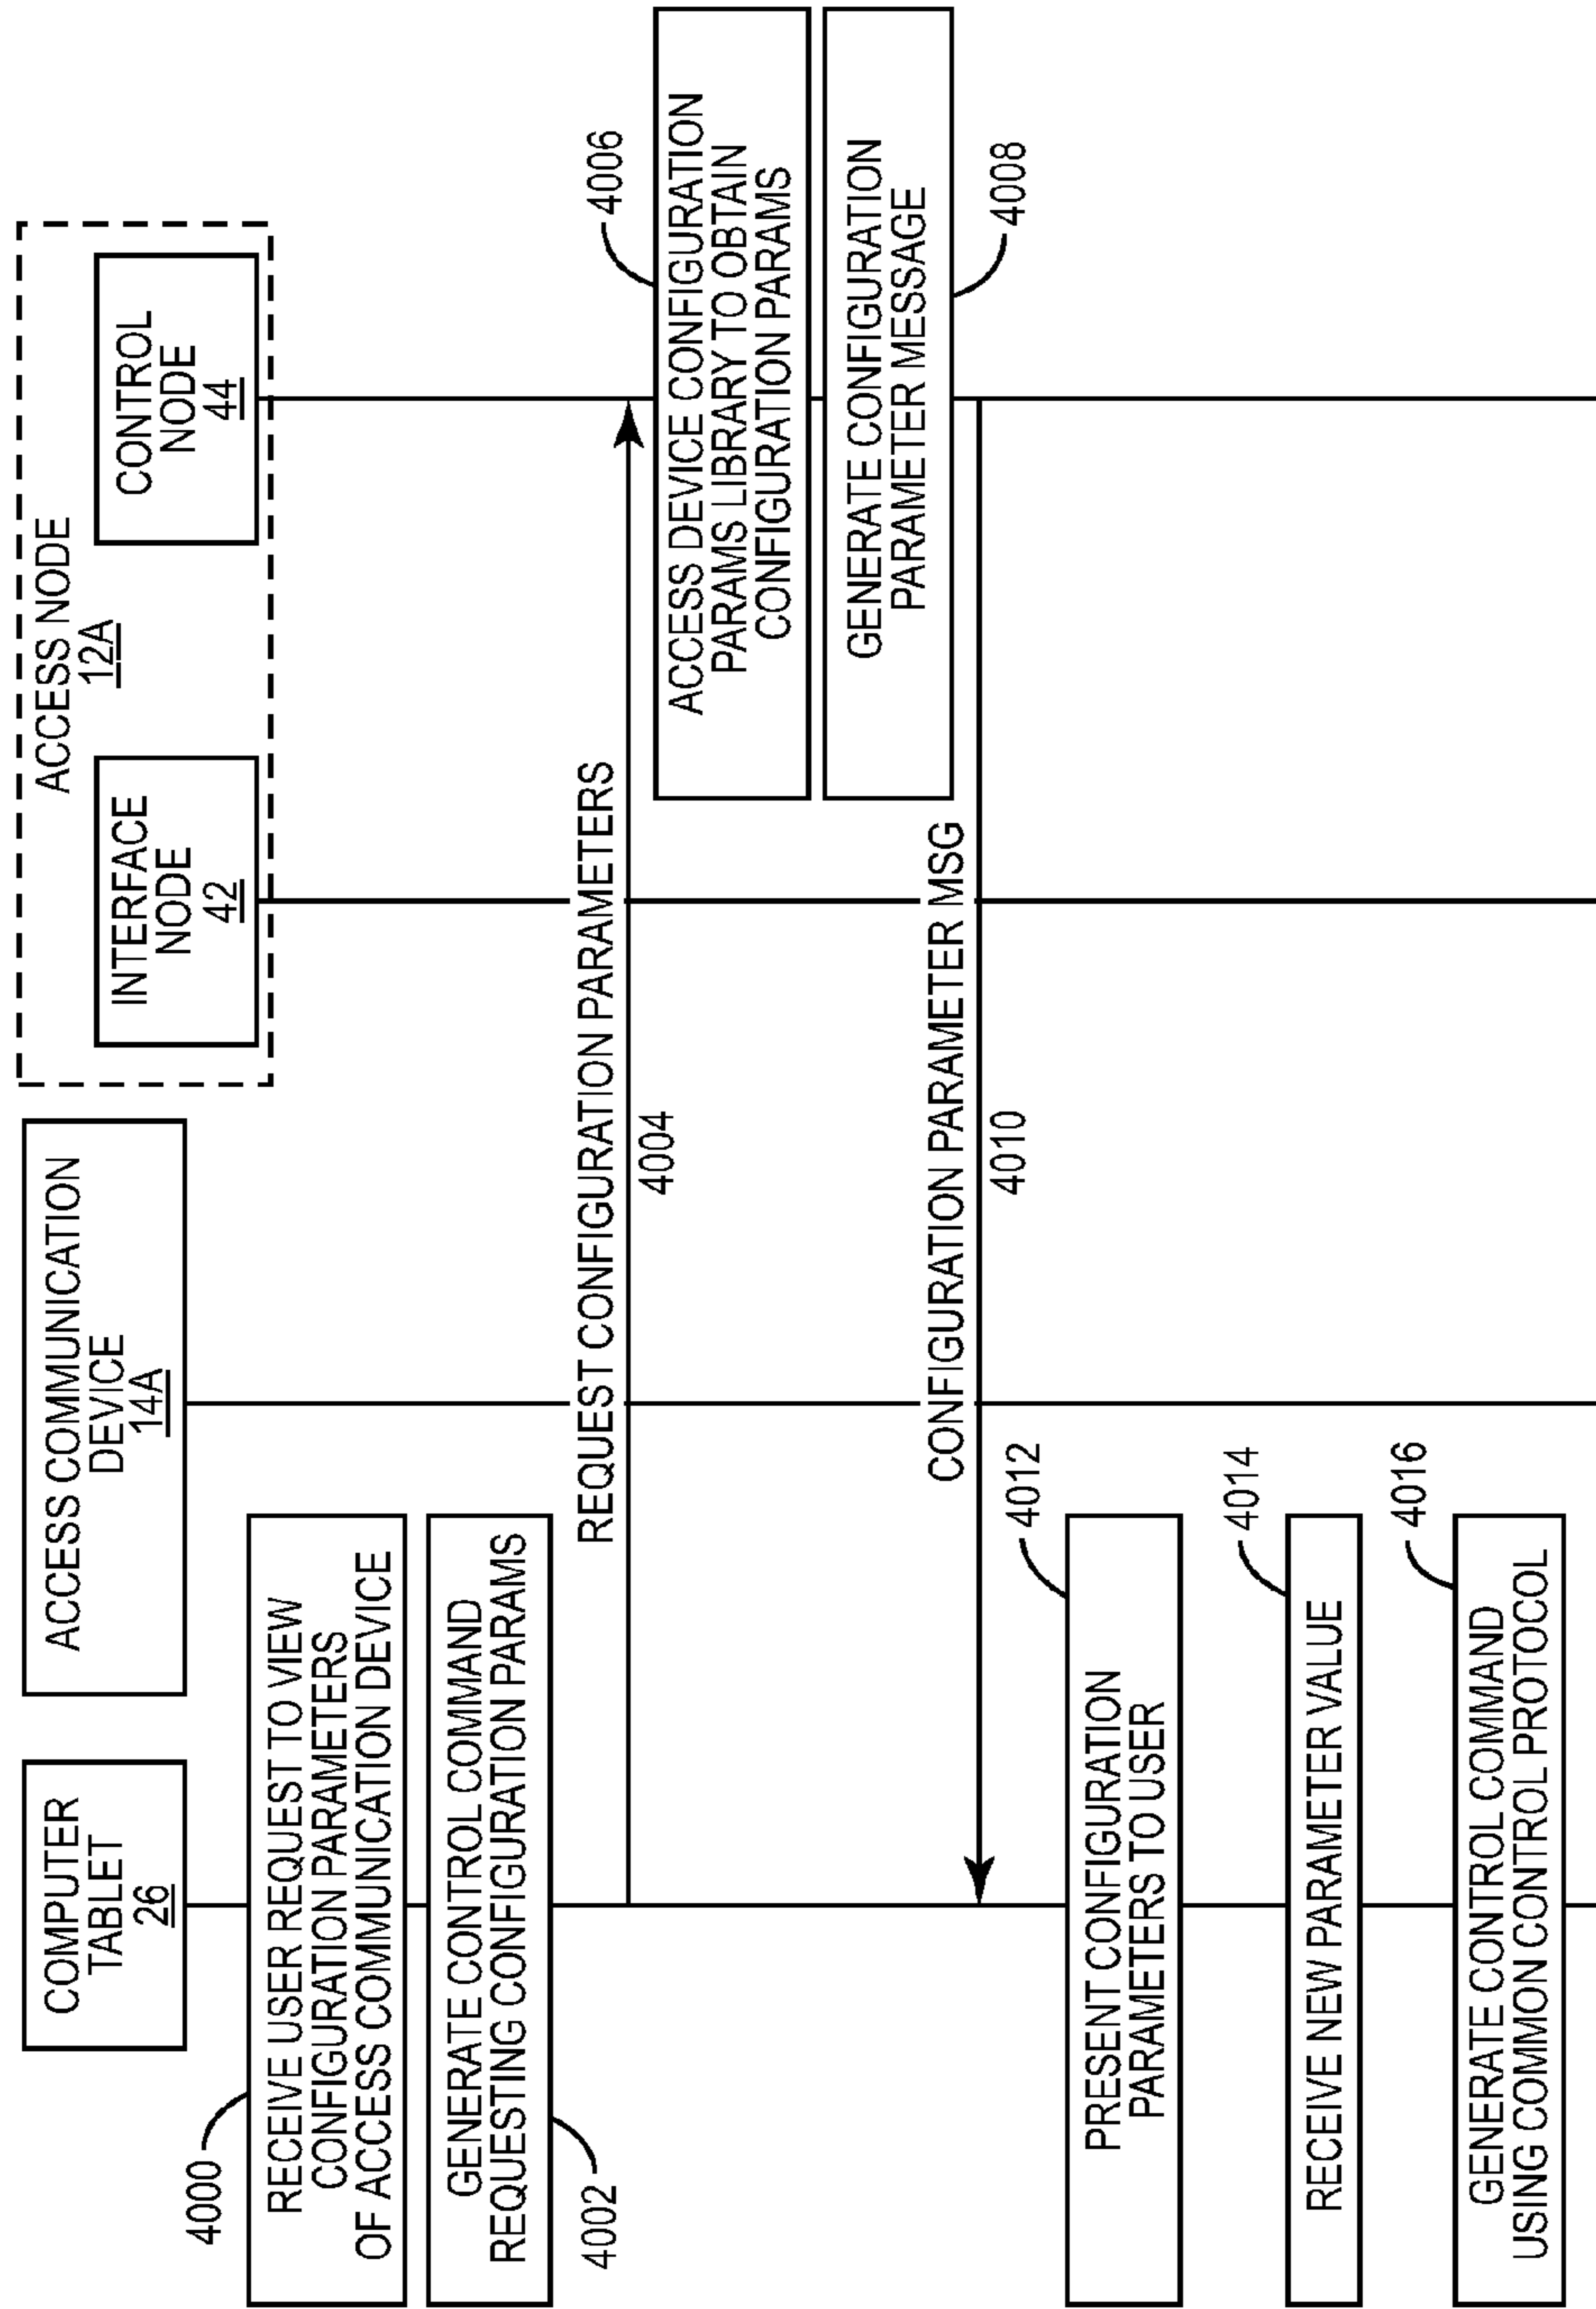 COMPUTER
TABLET
26
ACCESS COMMUNICATION
DEVICE
14A
ACCESS NODE
12A
INTERFACE
NODE
42
CONTROL
NODE
44
4000
RECEIVE USER REQUEST TO VIEW
CONFIGURATION PARAMETERS
OF ACCESS COMMUNICATION DEVICE
GENERATE CONTROL COMMAND
REQUESTING CONFIGURATION PARAMS
4002
REQUEST CONFIGURATION PARAMETERS
4004
4006
ACCESS DEVICE CONFIGURATION
PARAMS LIBRARY TO OBTAIN
CONFIGURATION PARAMS
GENERATE CONFIGURATION
PARAMETER MESSAGE
4008
CONFIGURATION PARAMETER MSG
4010
4012
PRESENT CONFIGURATION
PARAMETERS TO USER
4014
RECEIVE NEW PARAMETER VALUE
4016
GENERATE CONTROL COMMAND
USING COMMON CONTROL PROTOCOL